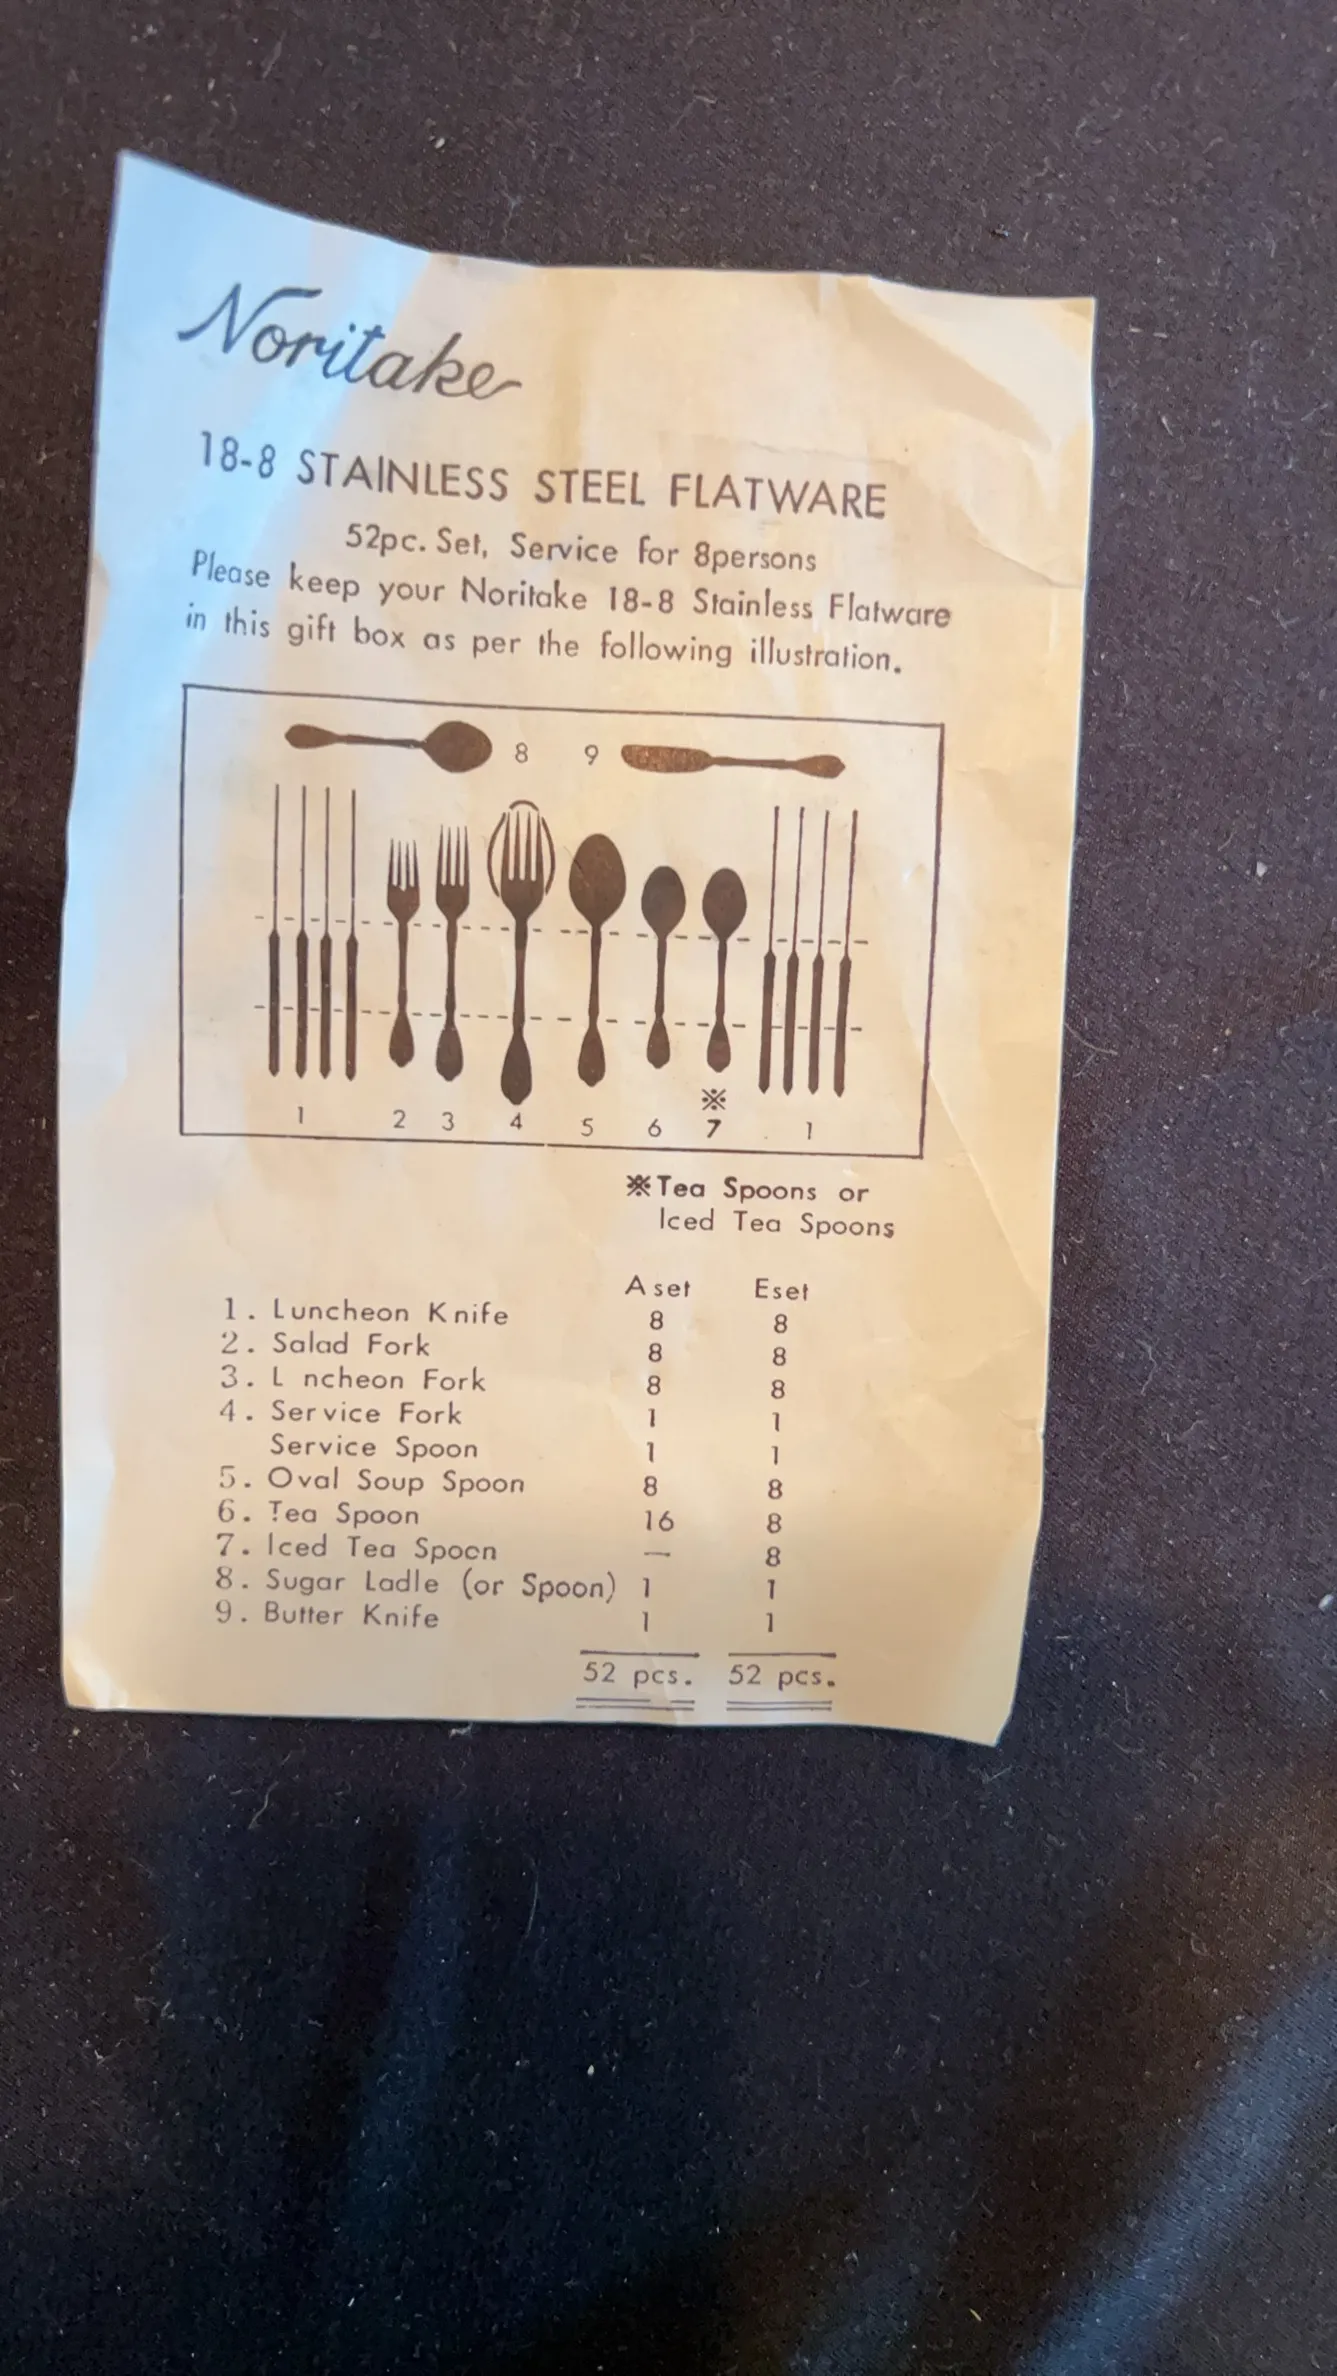 Noritake
18-8 STAINLESS STEEL FLATWARE
52pc. Set, Service for 8persons
Please keep your Noritake 18-8 Stainless Flatware
in this gift box as per the following illustration.
8 9
1 2 3 4 5 6 ※7 1
※Tea Spoons or
Iced Tea Spoons
A set Eset
1. Luncheon Knife 8 8
2. Salad Fork 8 8
3. L ncheon Fork 8 8
4. Service Fork 1 1
Service Spoon 1 1
5. Oval Soup Spoon 8 8
6. Tea Spoon 16 8
7. Iced Tea Spoon — 8
8. Sugar Ladle (or Spoon) 1 1
9. Butter Knife 1 1
52 pcs. 52 pcs.